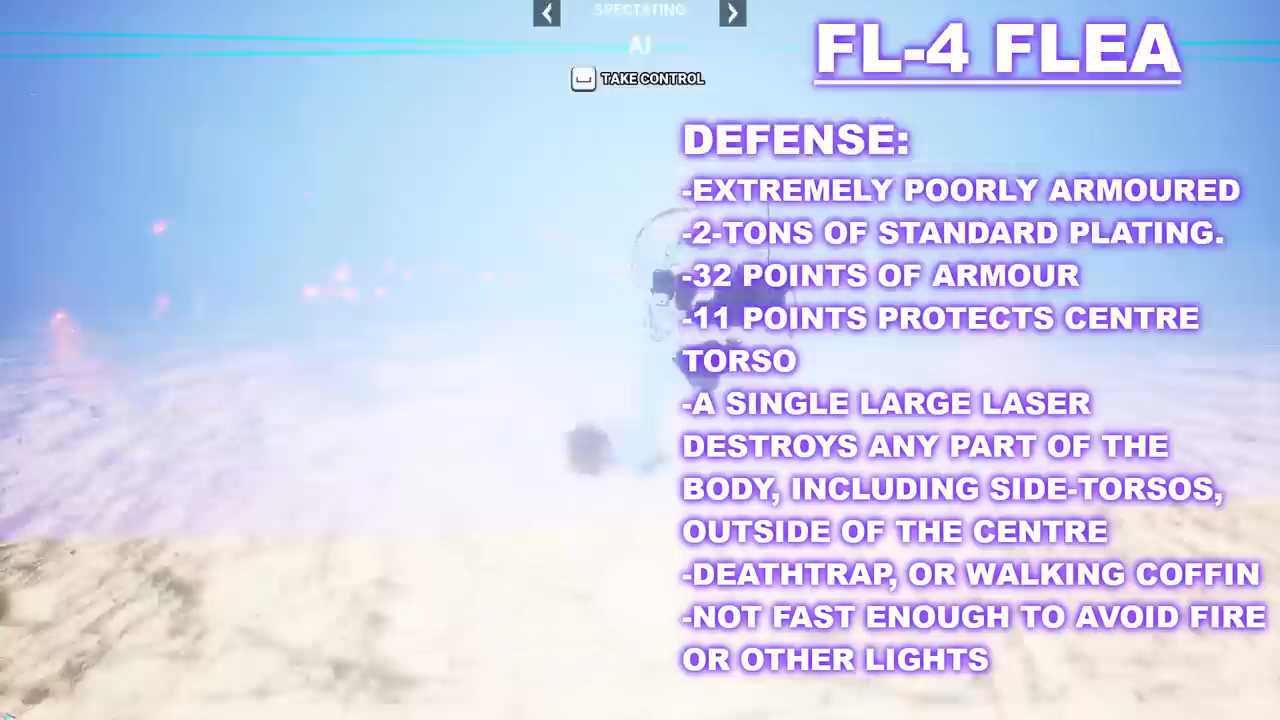 SPECTATING
AI
TAKE CONTROL
FL-4 FLEA
DEFENSE:
-EXTREMELY POORLY ARMOURED
-2-TONS OF STANDARD PLATING.
-32 POINTS OF ARMOUR
-11 POINTS PROTECTS CENTRE
TORSO
-A SINGLE LARGE LASER
DESTROYS ANY PART OF THE
BODY, INCLUDING SIDE-TORSOS,
OUTSIDE OF THE CENTRE
-DEATHTRAP, OR WALKING COFFIN
-NOT FAST ENOUGH TO AVOID FIRE
OR OTHER LIGHTS